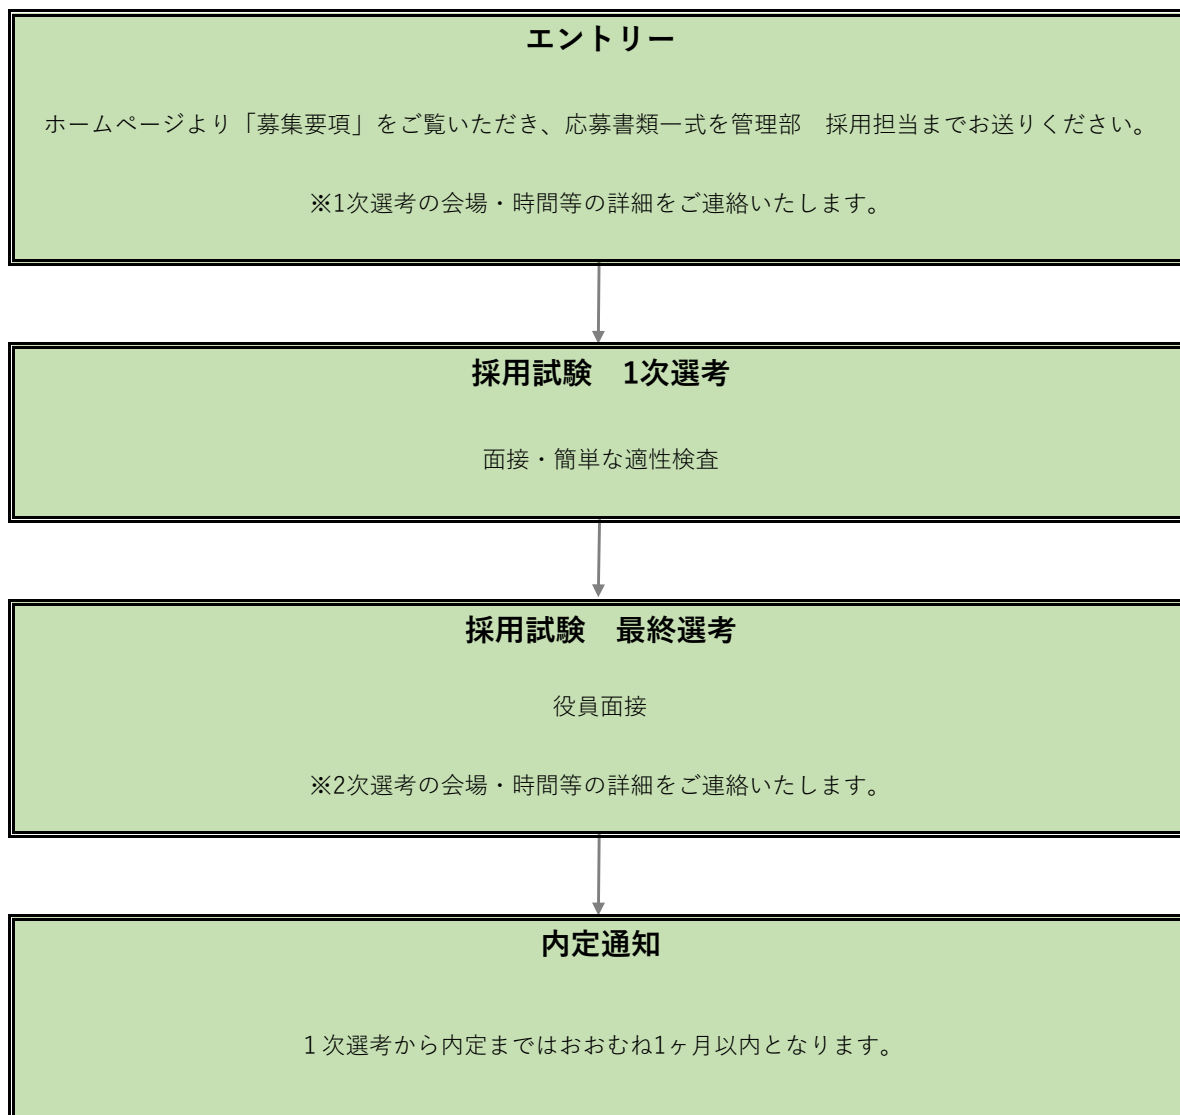 エントリー
ホームページより「募集要項」をご覧いただき、応募書類一式を管理部　採用担当までお送りください。
※1次選考の会場・時間等の詳細をご連絡いたします。
採用試験　1次選考
面接・簡単な適性検査
採用試験　最終選考
役員面接
※2次選考の会場・時間等の詳細をご連絡いたします。
内定通知
１次選考から内定まではおおむね1ヶ月以内となります。